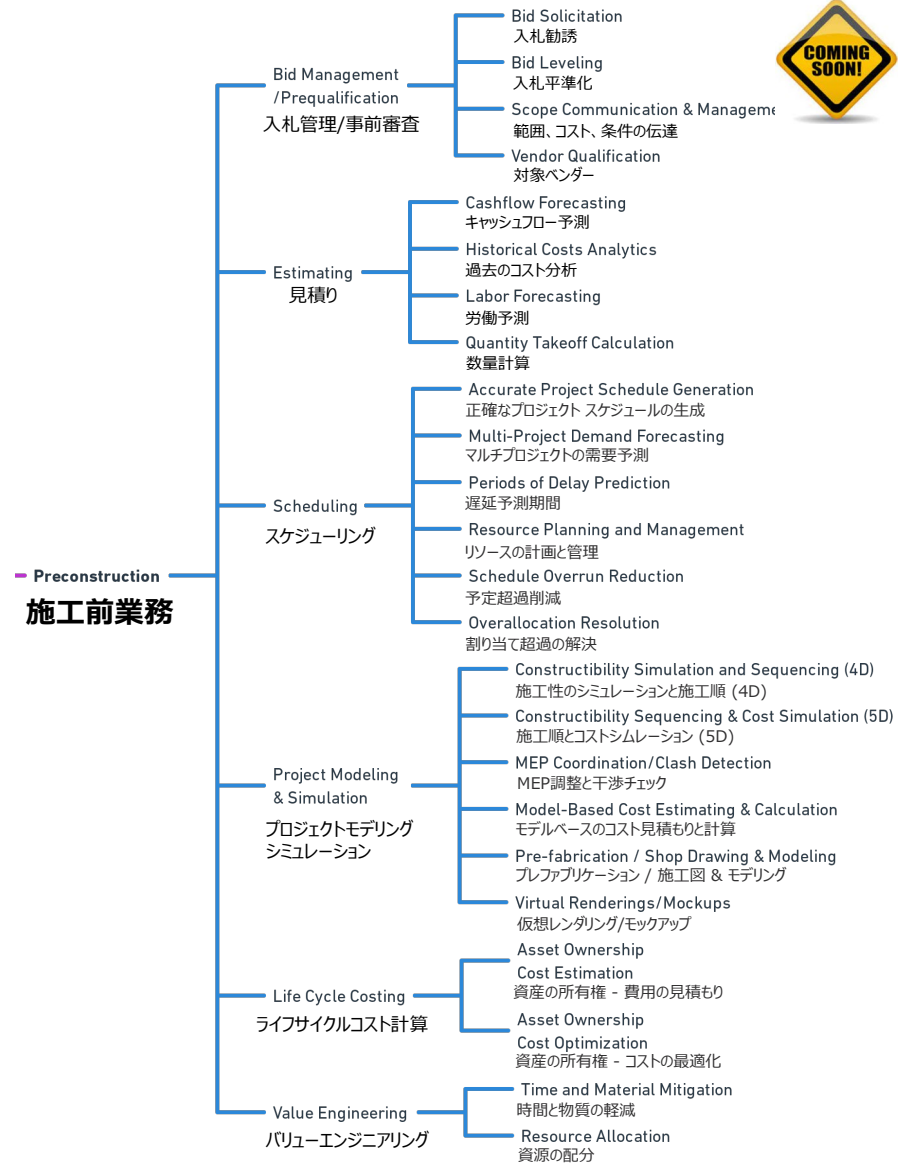 COMING
SOON!
Preconstruction
施工前業務
Bid Management
/Prequalification
入札管理/事前審査
Bid Solicitation
入札勧誘
Bid Leveling
入札平準化
Scope Communication & Manageme
範囲、コスト、条件の伝達
Vendor Qualification
対象ベンダー
Estimating
見積り
Cashflow Forecasting
キャッシュフロー予測
Historical Costs Analytics
過去のコスト分析
Labor Forecasting
労働予測
Quantity Takeoff Calculation
数量計算
Scheduling
スケジューリング
Accurate Project Schedule Generation
正確なプロジェクト スケジュールの生成
Multi-Project Demand Forecasting
マルチプロジェクトの需要予測
Periods of Delay Prediction
遅延予測期間
Resource Planning and Management
リソースの計画と管理
Schedule Overrun Reduction
予定超過削減
Overallocation Resolution
割り当て超過の解決
Project Modeling
& Simulation
プロジェクトモデリング
シミュレーション
Constructibility Simulation and Sequencing (4D)
施工性のシミュレーションと施工順 (4D)
Constructibility Sequencing & Cost Simulation (5D)
施工順とコストシムレーション (5D)
MEP Coordination/Clash Detection
MEP調整と干渉チェック
Model-Based Cost Estimating & Calculation
モデルベースのコスト見積もりと計算
Pre-fabrication / Shop Drawing & Modeling
プレファブリケーション / 施工図 & モデリング
Virtual Renderings/Mockups
仮想レンダリング/モックアップ
Life Cycle Costing
ライフサイクルコスト計算
Asset Ownership
Cost Estimation
資産の所有権 - 費用の見積もり
Asset Ownership
Cost Optimization
資産の所有権 - コストの最適化
Value Engineering
バリューエンジニアリング
Time and Material Mitigation
時間と物質の軽減
Resource Allocation
資源の配分